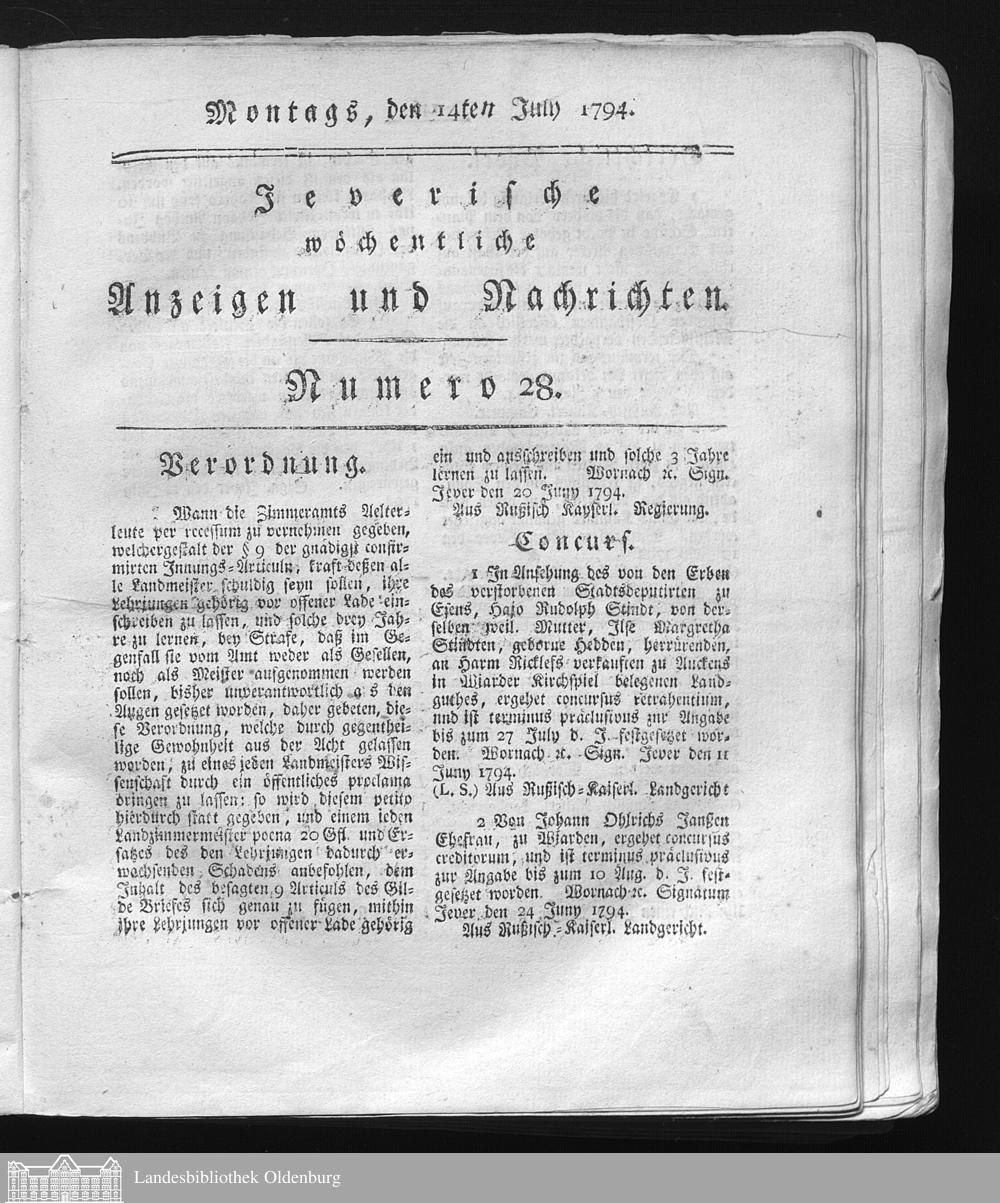 Montags, den 14ten July 1794.
Jeverische
wöchentliche
Anzeigen und Nachrichten.
Numero 28.
Verordnung.
Wann die Zimmeramts Aelter-
leute per recessum zu vernehmen gegeben,
welchergestalt der § 9 der gnädigst confir-
mirten Innungs-Articuln, kraft deßen al-
le Landmeister schuldig seyn sollen, ihre
Lehrjungen gehörig vor offener Lade ein-
schreiben zu lassen, und solche drey Jah-
re zu lernen, bey Strafe, daß im Ge-
genfall sie vom Amt weder als Gesellen,
noch als Meister aufgenommen werden
sollen, bisher unverantwortlich den
Augen gesetzet worden, daher gebeten, die-
se Verordnung, welche durch gegenthei-
lige Gewohnheit aus der Acht gelassen
worden, zu eines jeden Landmeisters Wis-
senschaft durch ein öffentliches proclama
bringen zu lassen; so wird diesem petito
hierdurch statt gegeben, und einem jeden
Landzimmermeister poena 20 Gfl. und Er-
satzes des den Lehrjungen dadurch er-
wachsenden Schadens anbefohlen, dem
Inhalt des besagten 9 Articuls des Gil-
de Briefes sich genau zu fügen, mithin
ihre Lehrjungen vor offener Lade gehörig
ein und ausschreiben und solche 3 Jahre
lernen zu lassen. Wornach ꝛc. Sign.
Jever den 20 Juny 1794.
Aus Rußisch Kayserl. Regierung.
Concurs.
1 In Ansehung des von den Erben
des verstorbenen Stadtsdeputirten zu
Esens, Hajo Rudolph Stindt, von der-
selben weil. Mutter, Ilse Margretha
Stindten, geborne Hedden, herrürenden,
an Harm Ricklefs verkauften zu Auckens
in Wiarder Kirchspiel belegenen Land-
guthes, ergehet concursus retrahentium,
und ist terminus präclusivus zur Angabe
bis zum 27 July d. J. festgesetzet wor-
den. Wornach ꝛc. Sign. Jever den 11
Juny 1794.
(L. S.) Aus Rußisch-Kaiserl. Landgericht
2 Von Johann Ohlrichs Janßen
Ehefrau, zu Wiarden, ergehet concursus
creditorum, und ist terminus präclusivus
zur Angabe bis zum 10 Aug. d. J. fest-
gesetzet worden. Wornach ꝛc. Signatum
Jever den 24 Juny 1794.
Aus Rußisch-Kaiserl. Landgericht.
Landesbibliothek Oldenburg